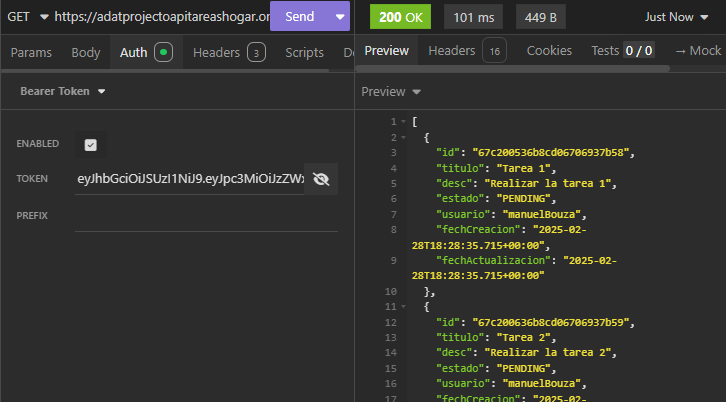 GET https://adatprojectoapitareashogar.or Send
Params Body Auth Headers 3 Scripts
Bearer Token
ENABLED
TOKEN eyJhbGciOiJSUzI1NiJ9.eyJpc3MiOiJzZWx
PREFIX
200 OK 101 ms 449 B Just Now
Preview Headers 16 Cookies Tests 0 / 0 → Mock
Preview
1 [
2 {
3 "id": "67c200536b8cd06706937b58",
4 "titulo": "Tarea 1",
5 "desc": "Realizar la tarea 1",
6 "estado": "PENDING",
7 "usuario": "manuelBouza",
8 "fechCreacion": "2025-02-
28T18:28:35.715+00:00",
9 "fechActualizacion": "2025-02-
28T18:28:35.715+00:00"
10 },
11 {
12 "id": "67c200636b8cd06706937b59",
13 "titulo": "Tarea 2",
14 "desc": "Realizar la tarea 2",
15 "estado": "PENDING",
16 "usuario": "manuelBouza",
17 "fechCreacion": "2025-02-